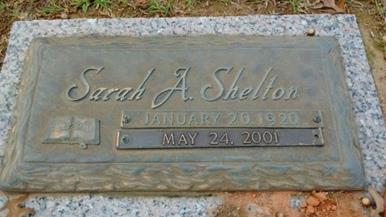 Sarah A. Shelton
JANUARY 20, 1920
MAY 24, 2001